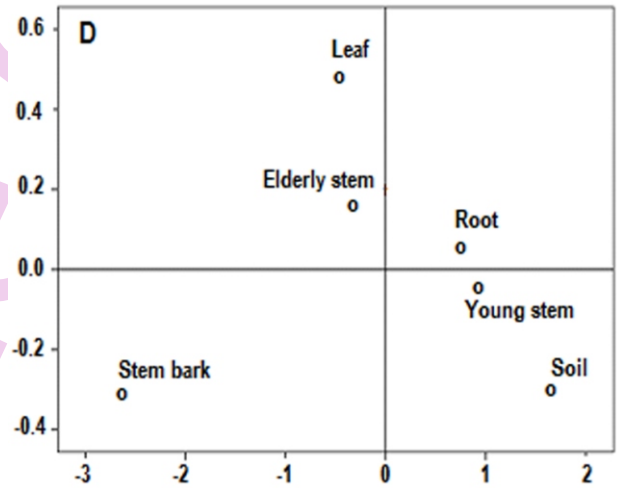 D
0.6
Leaf
0.4
Elderly stem
0.2
Root
0.0
Young stem
-0.2
Stem bark
Soil
-0.4
-3 -2 -1 0 1 2